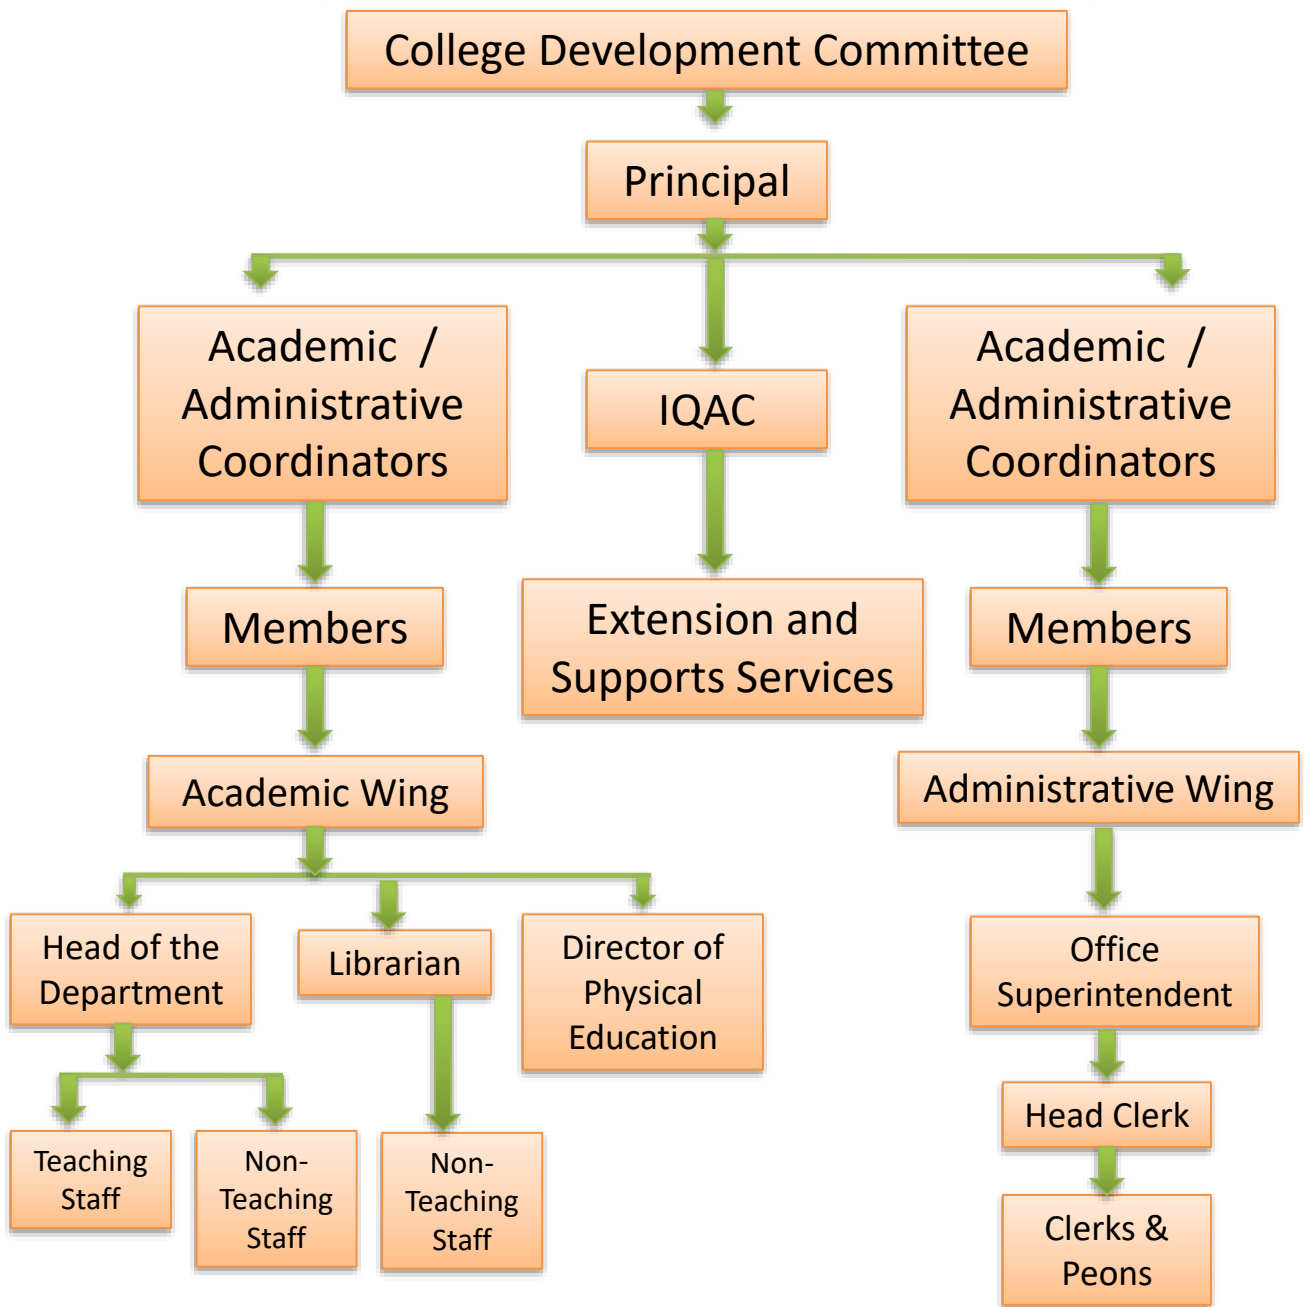 College Development Committee
Principal
Academic /
Administrative
Coordinators
IQAC
Academic /
Administrative
Coordinators
Members
Extension and
Supports Services
Members
Academic Wing
Administrative Wing
Head of the
Department
Librarian
Director of
Physical
Education
Office
Superintendent
Head Clerk
Teaching
Staff
Non-
Teaching
Staff
Non-
Teaching
Staff
Clerks &
Peons